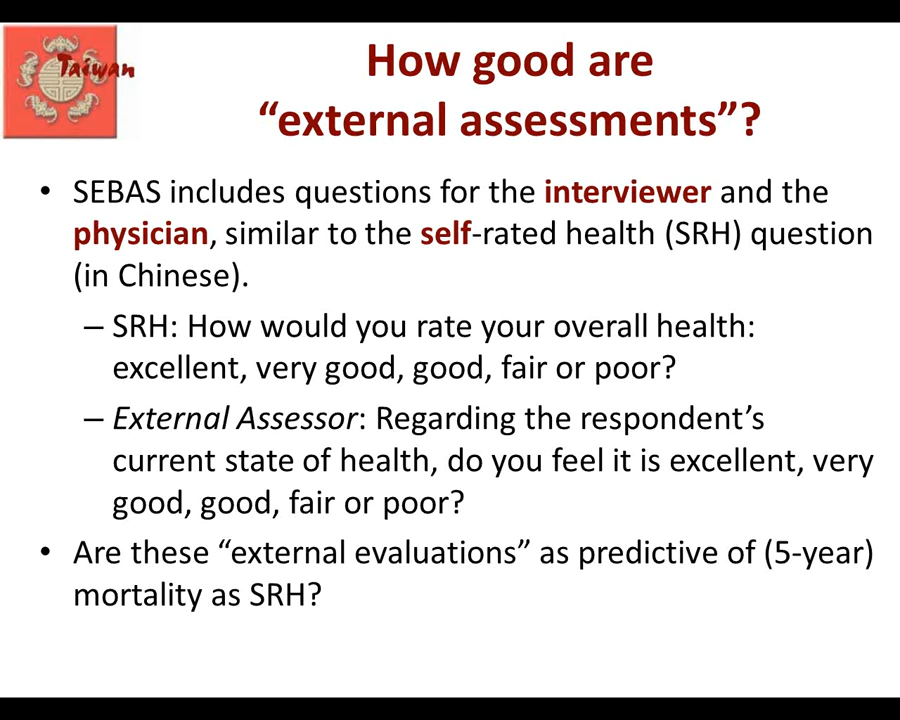 Taiwan
How good are
“external assessments”?
• SEBAS includes questions for the interviewer and the
physician, similar to the self-rated health (SRH) question
(in Chinese).
– SRH: How would you rate your overall health:
excellent, very good, good, fair or poor?
– External Assessor: Regarding the respondent’s
current state of health, do you feel it is excellent, very
good, good, fair or poor?
• Are these “external evaluations” as predictive of (5-year)
mortality as SRH?